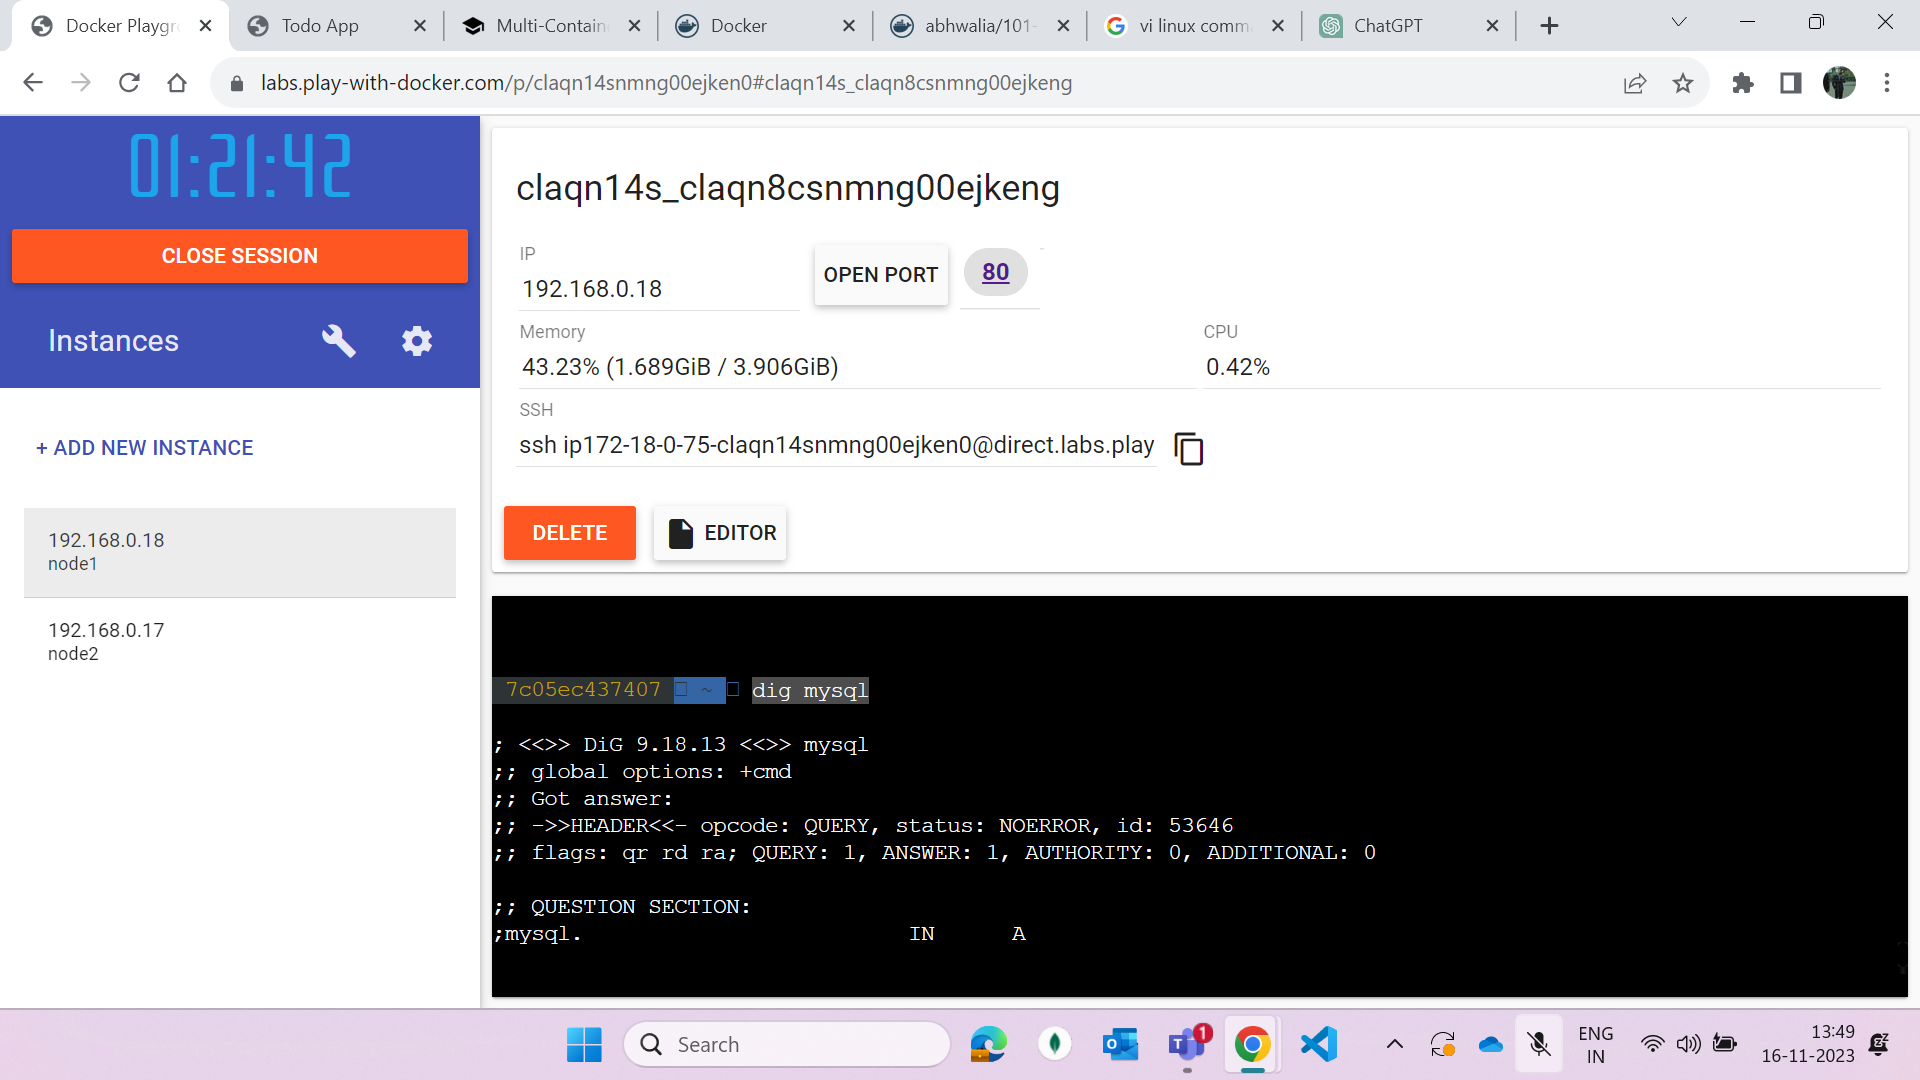 Docker Playgr
Todo App
Multi-Contain
Docker
abhwalia/101-
vi linux comm
ChatGPT
labs.play-with-docker.com/p/claqn14snmng00ejken0#claqn14s_claqn8csnmng00ejkeng
01:21:42
CLOSE SESSION
Instances
+ ADD NEW INSTANCE
192.168.0.18
node1
192.168.0.17
node2
claqn14s_claqn8csnmng00ejkeng
IP
192.168.0.18
OPEN PORT
80
Memory
43.23% (1.689GiB / 3.906GiB)
CPU
0.42%
SSH
ssh ip172-18-0-75-claqn14snmng00ejken0@direct.labs.play
DELETE
EDITOR
7c05ec437407 ~ dig mysql
; <<>> DiG 9.18.13 <<>> mysql
;; global options: +cmd
;; Got answer:
;; ->>HEADER<<- opcode: QUERY, status: NOERROR, id: 53646
;; flags: qr rd ra; QUERY: 1, ANSWER: 1, AUTHORITY: 0, ADDITIONAL: 0
;; QUESTION SECTION:
;mysql. IN A
Search
1
ENG
IN
13:49
16-11-2023